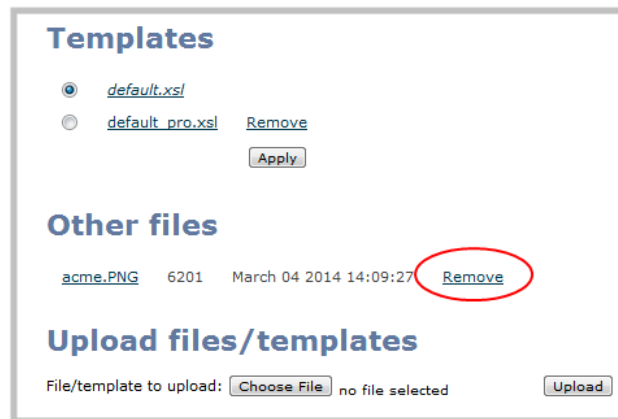 Templates
default.xsl
default_pro.xsl Remove
Apply
Other files
acme.PNG 6201 March 04 2014 14:09:27 Remove
Upload files/templates
File/template to upload: Choose File no file selected Upload